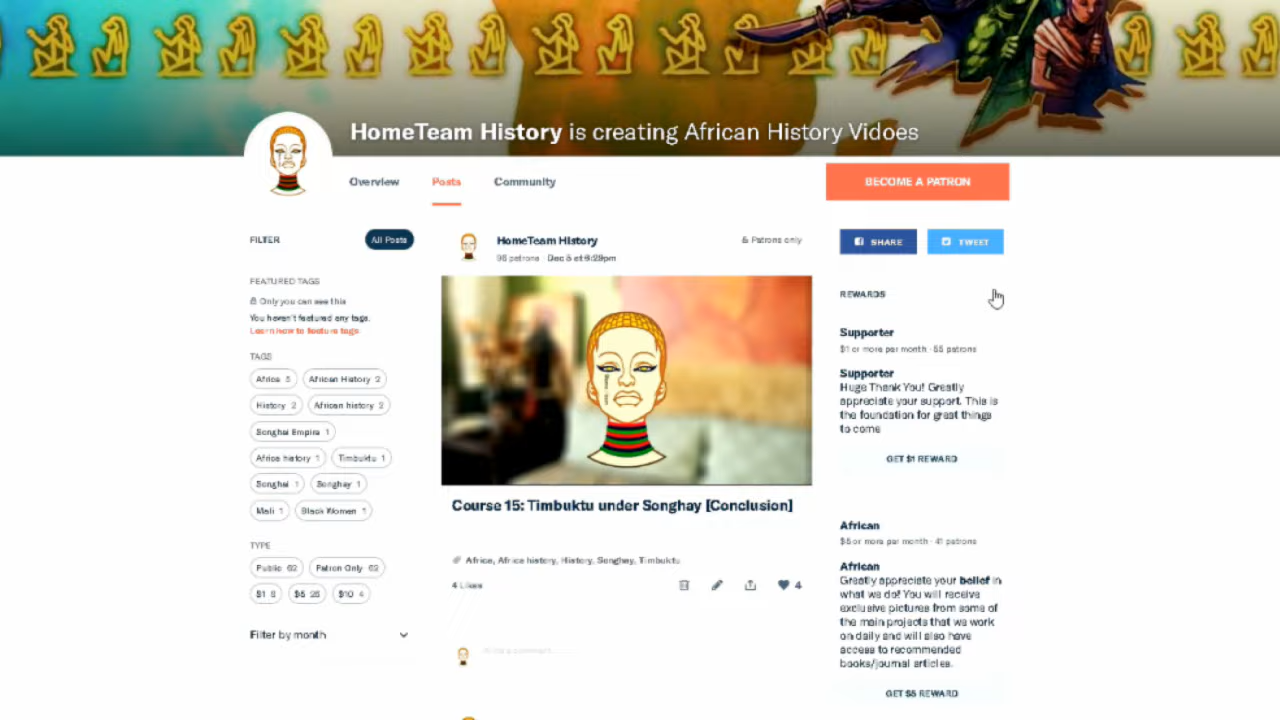 HomeTeam History is creating African History Vidoes
Overview
Posts
Community
BECOME A PATRON
FILTER
All Posts
HomeTeam History
Patrons only
patrons · Dec 5 at 6:29pm
SHARE
TWEET
FEATURED TAGS
Only you can see this
You haven't featured any tags.
Learn how to feature tags
TAGS
Africa 5
African History 2
History 2
African history 2
Songhai Empire 1
Africa history 1
Timbuktu 1
Songhai 1
Songhay 1
Mali 1
Black Women 1
TYPE
Public 62
Patron Only 62
$1 8
$5 26
$10 4
Filter by month
Course 15: Timbuktu under Songhay [Conclusion]
Africa, Africa history, History, Songhay, Timbuktu
4 Likes
4
REWARDS
Supporter
$1 or more per month · 55 patrons
Supporter
Huge Thank You! Greatly
appreciate your support. This is
the foundation for great things
to come
GET $1 REWARD
African
$5 or more per month · 41 patrons
African
Greatly appreciate your belief in
what we do! You will receive
exclusive pictures from some of
the main projects that we work
on daily and will also have
access to recommended
books/journal articles.
GET $5 REWARD